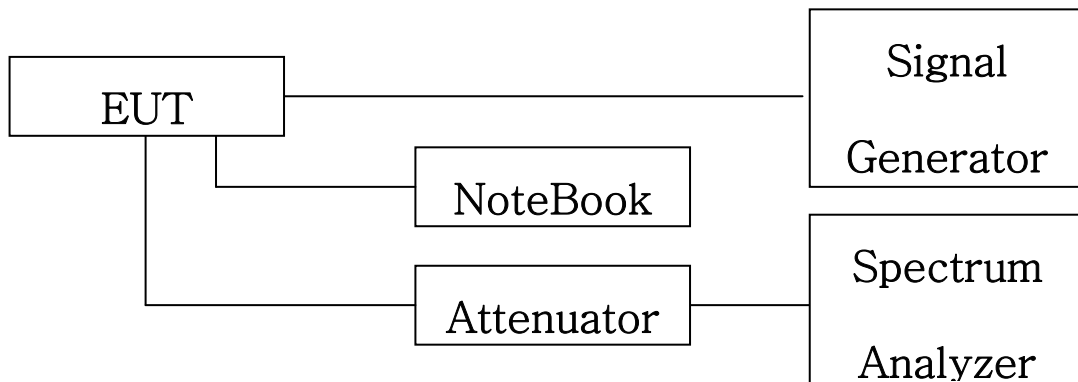 Signal
EUT
Generator
NoteBook
Spectrum
Attenuator
Analyzer